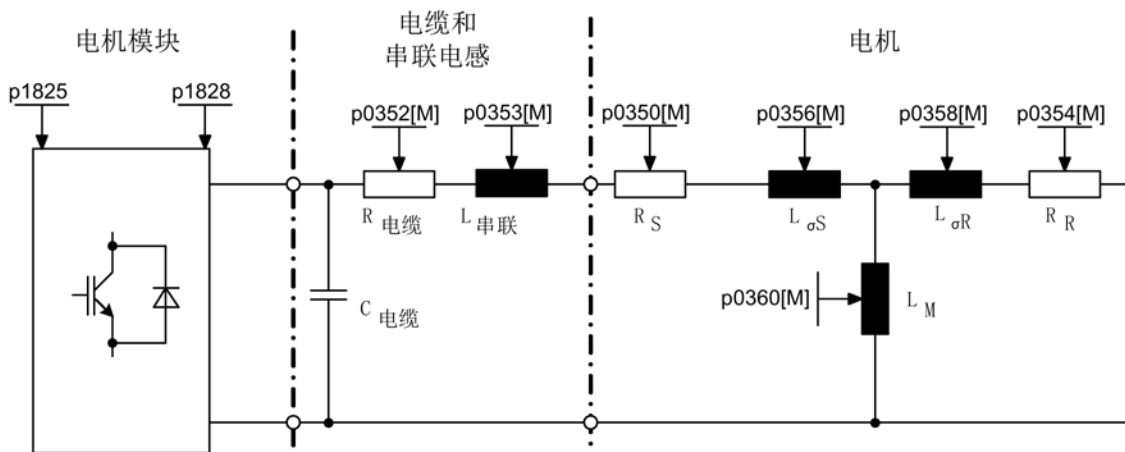 电机模块
电缆和
串联电感
电机
p1825
p1828
p0352[M]
p0353[M]
p0350[M]
p0356[M]
p0358[M]
p0354[M]
R 电缆
L 串联
R S
L σS
L σR
R R
C 电缆
p0360[M]
L M